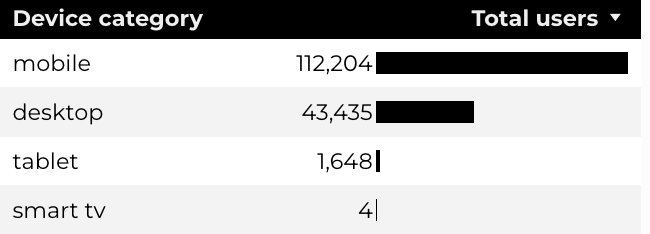 Device category Total users ▼
mobile 112,204
desktop 43,435
tablet 1,648
smart tv 4